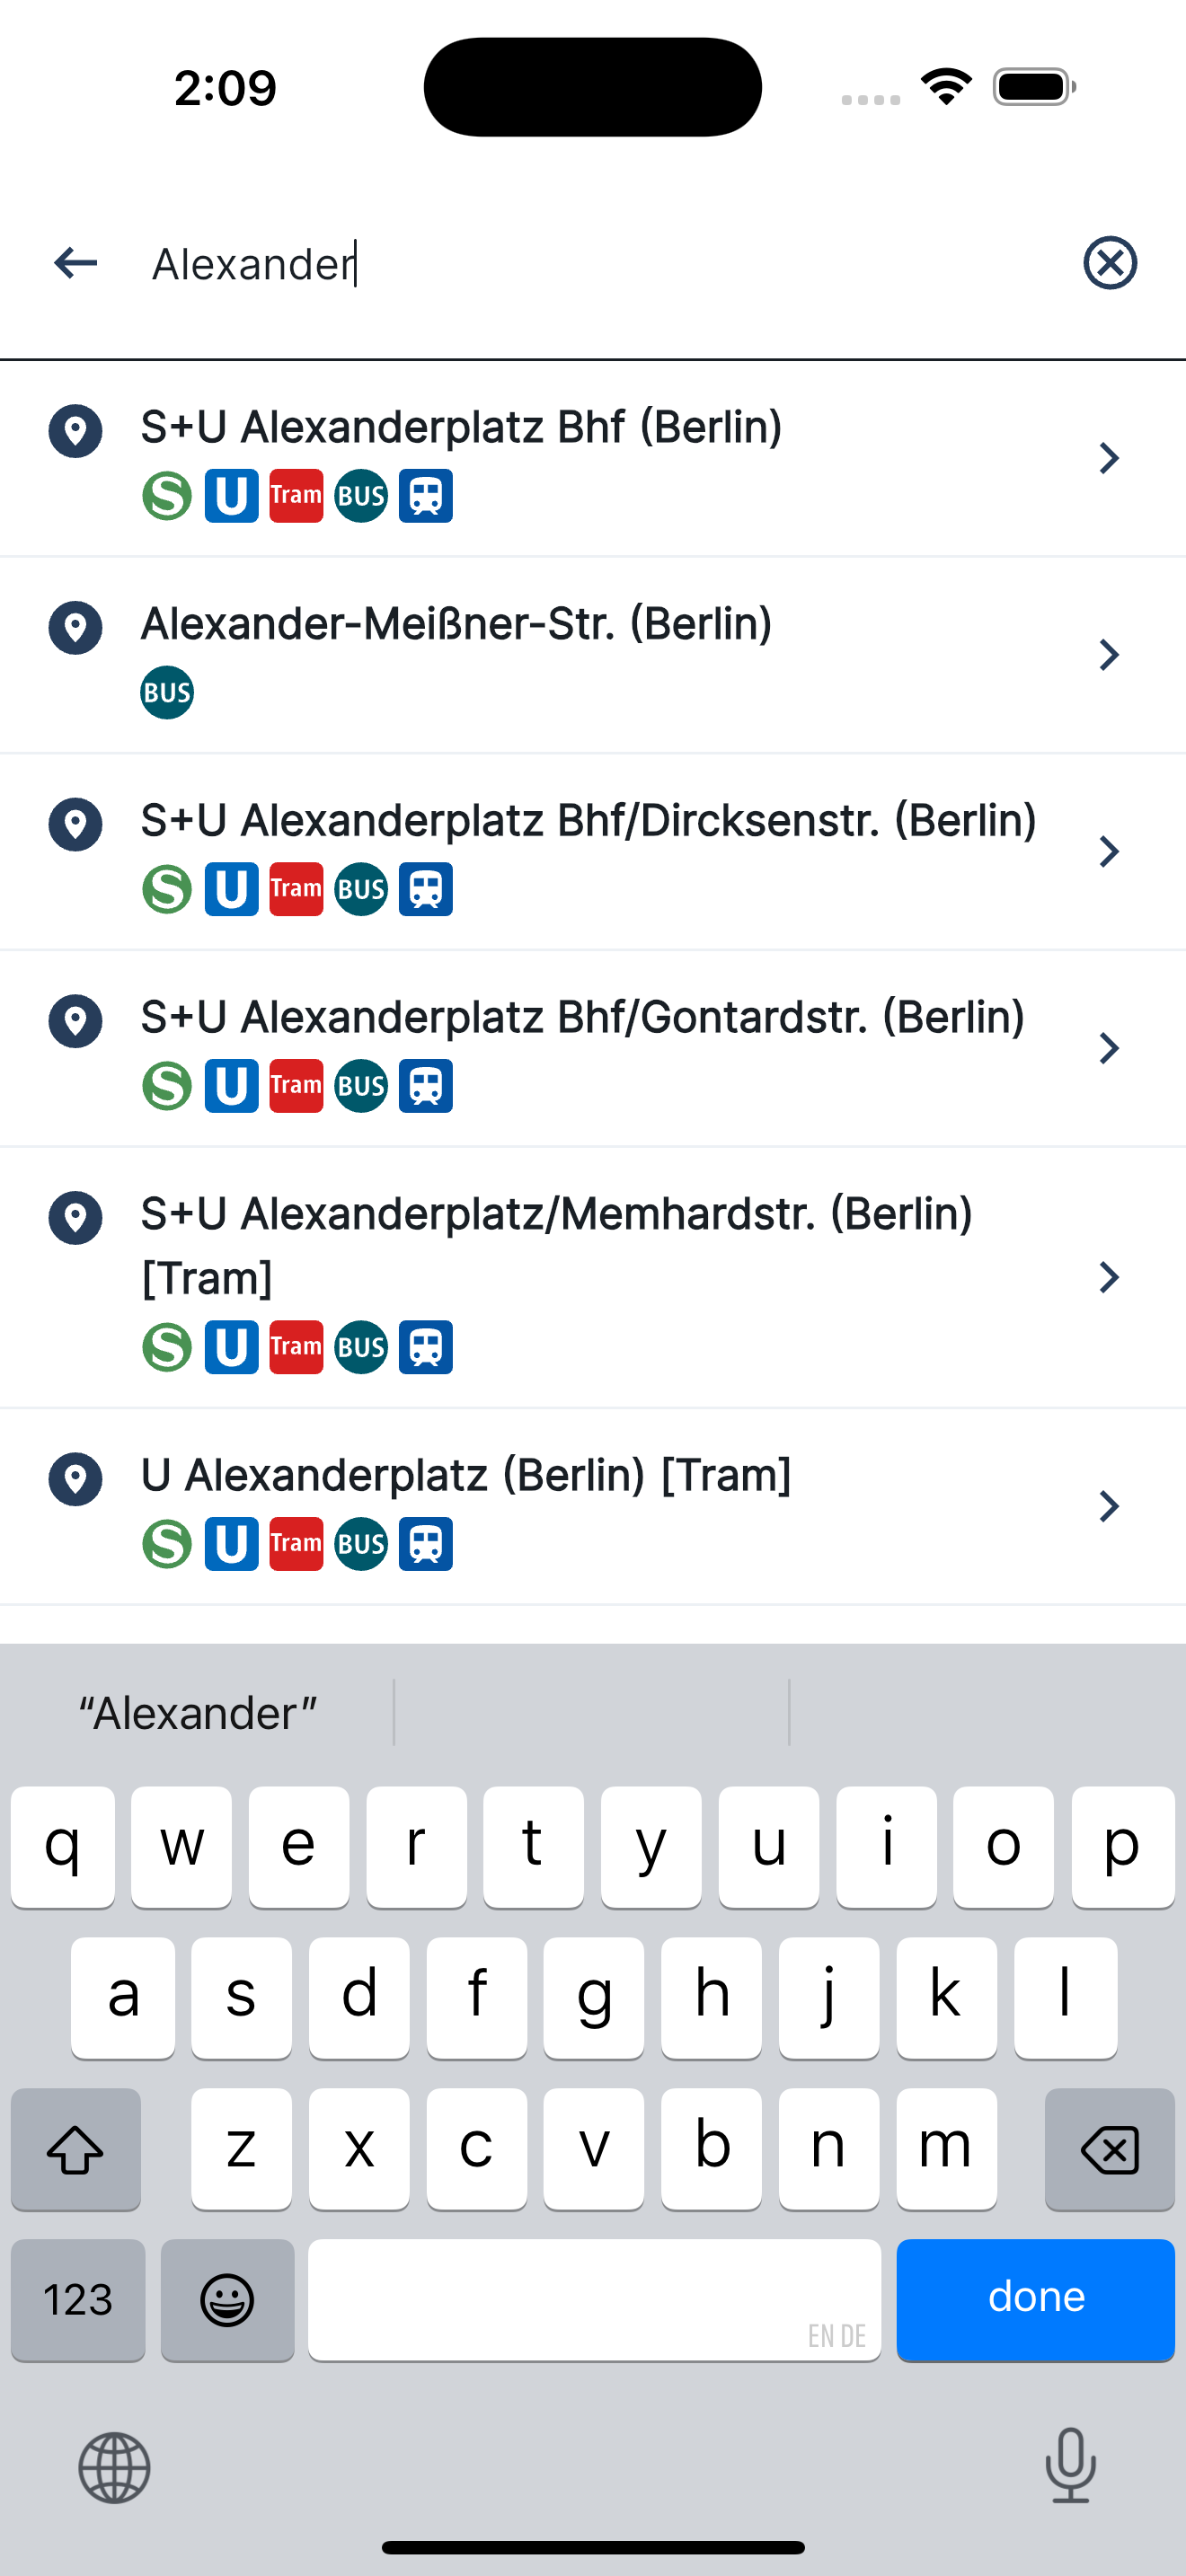 2:09
Alexander
S+U Alexanderplatz Bhf (Berlin)
S U Tram BUS
Alexander-Meißner-Str. (Berlin)
BUS
S+U Alexanderplatz Bhf/Dircksenstr. (Berlin)
S U Tram BUS
S+U Alexanderplatz Bhf/Gontardstr. (Berlin)
S U Tram BUS
S+U Alexanderplatz/Memhardstr. (Berlin)
[Tram]
S U Tram BUS
U Alexanderplatz (Berlin) [Tram]
S U Tram BUS
“Alexander”
q w e r t y u i o p
a s d f g h j k l
z x c v b n m
123 EN DE done